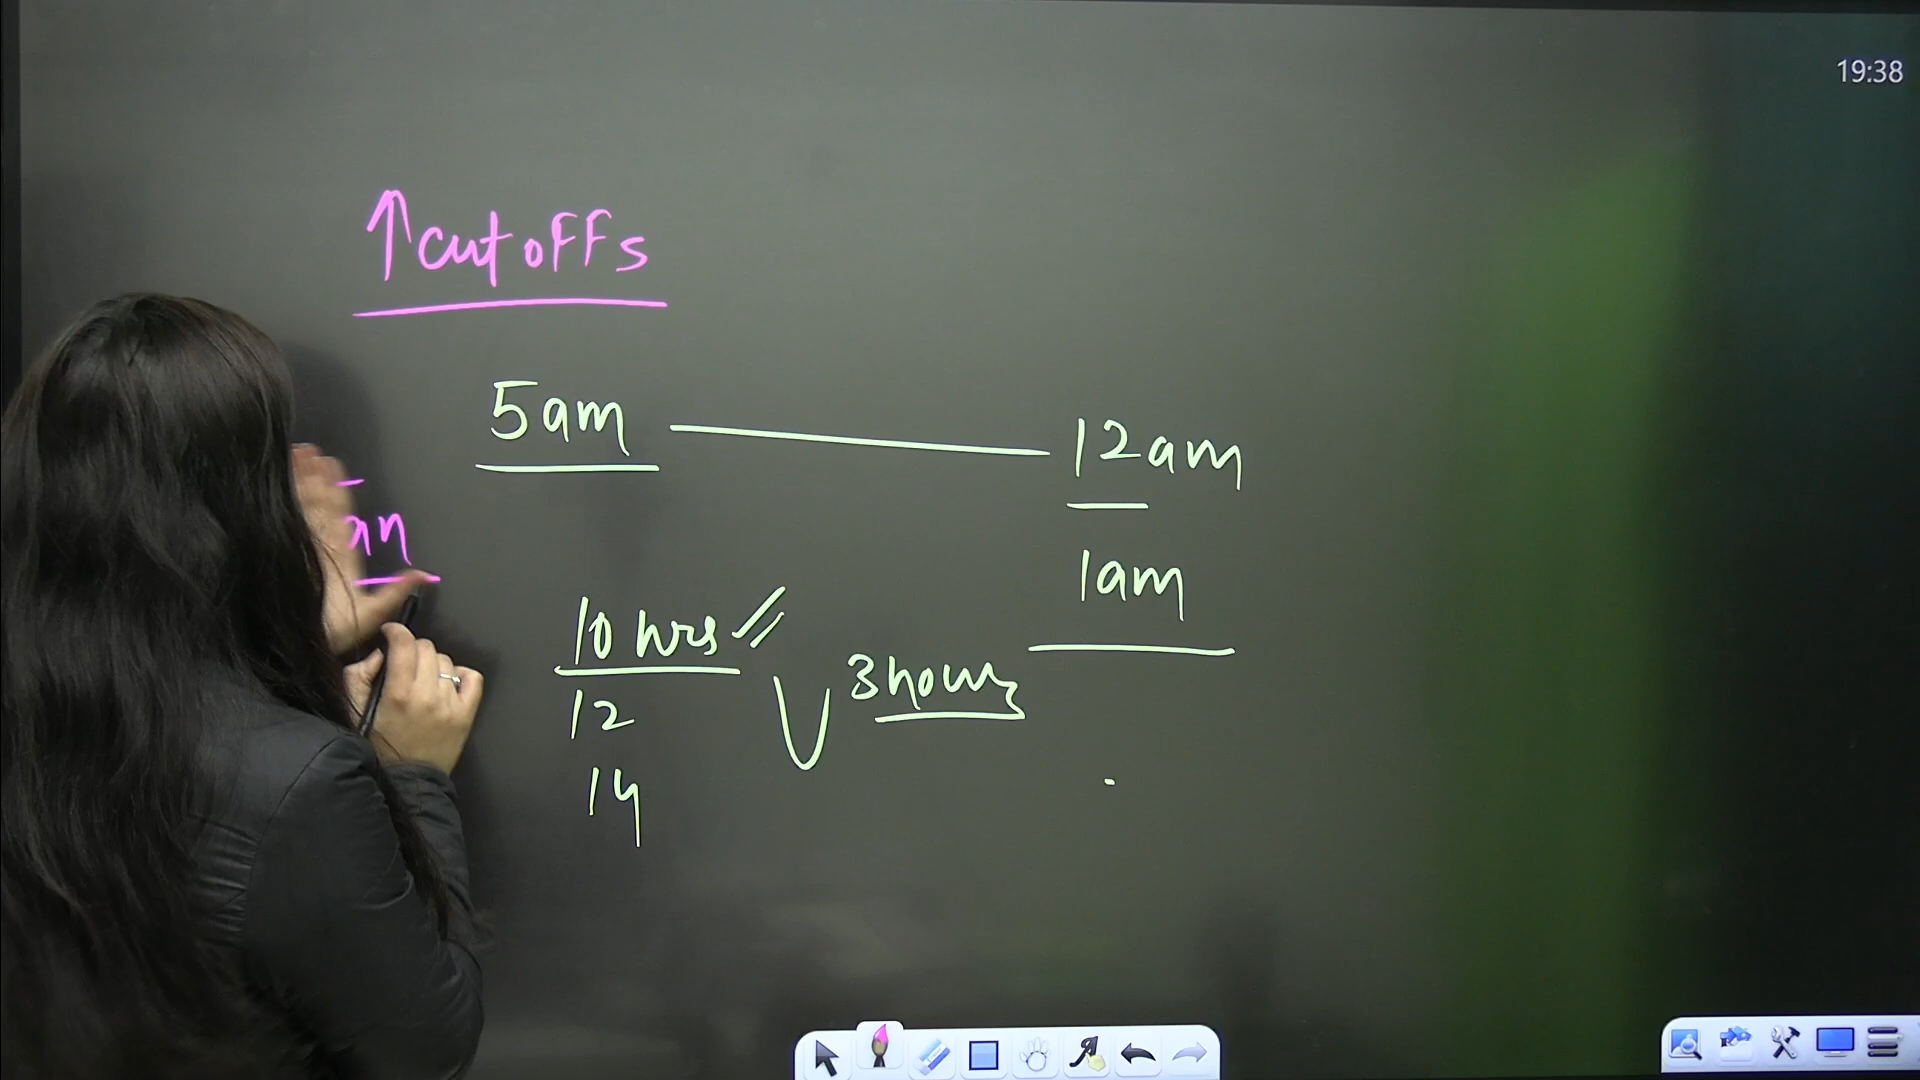 19:38
↑cutoffs
5am — 12am
1am
10 hrs
3 hours
12
14